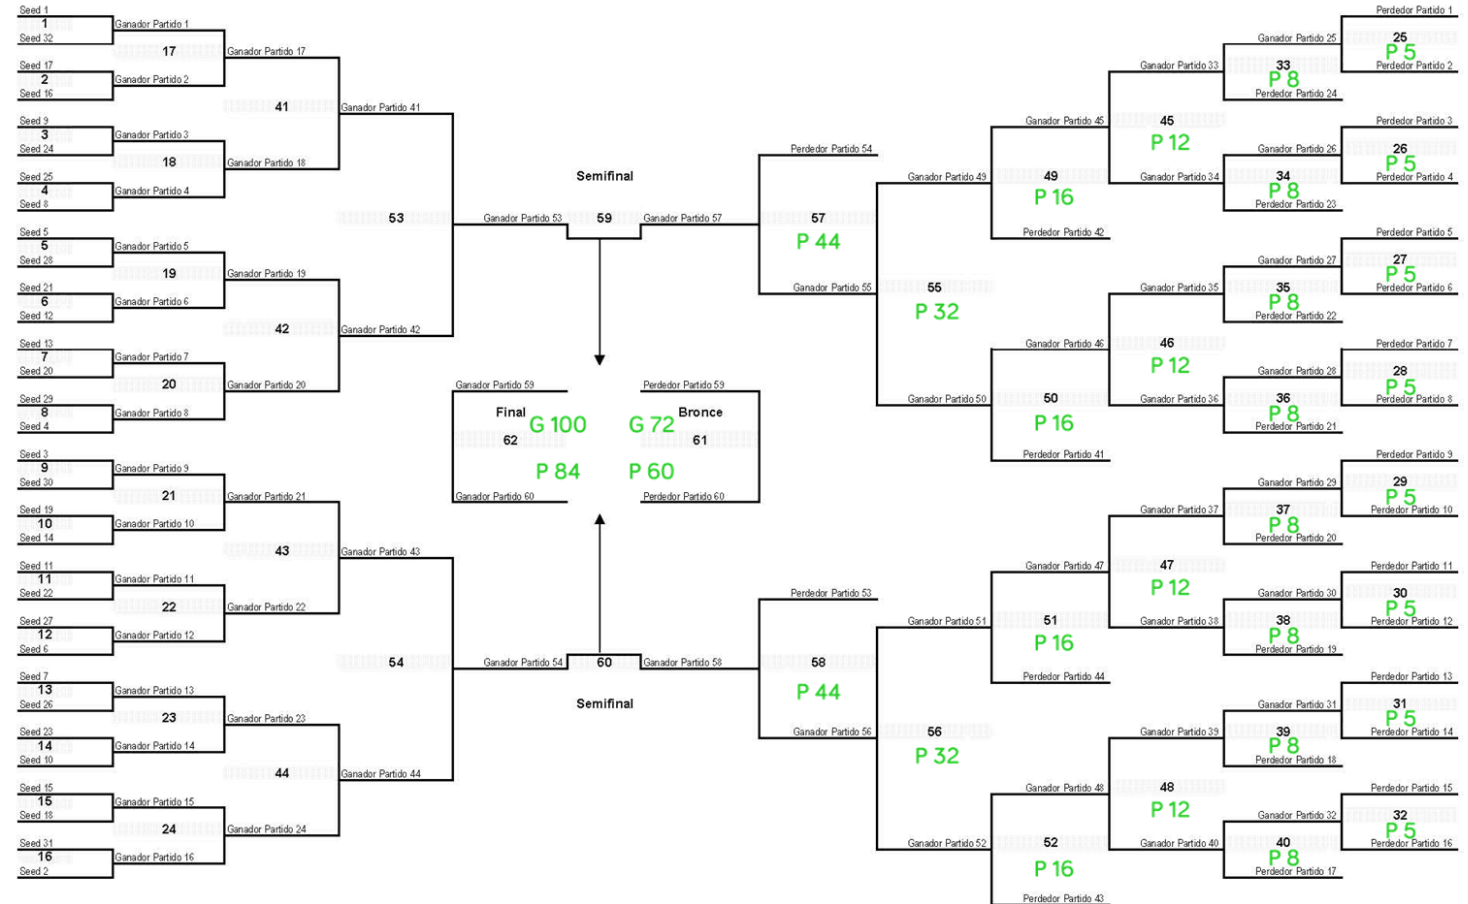 Seed 1
1
Seed 32
Ganador Partido 1
17
Seed 17
2
Seed 16
Ganador Partido 2
Ganador Partido 17
41
Seed 9
3
Seed 24
Ganador Partido 3
18
Seed 25
4
Seed 8
Ganador Partido 4
Ganador Partido 18
Ganador Partido 41
53
Seed 5
5
Seed 28
Ganador Partido 5
19
Seed 21
6
Seed 12
Ganador Partido 6
Ganador Partido 19
42
Seed 13
7
Seed 20
Ganador Partido 7
20
Seed 29
8
Seed 4
Ganador Partido 8
Ganador Partido 20
Ganador Partido 42
Seed 3
9
Seed 30
Ganador Partido 9
21
Seed 19
10
Seed 14
Ganador Partido 10
Ganador Partido 21
43
Seed 11
11
Seed 22
Ganador Partido 11
22
Seed 27
12
Seed 6
Ganador Partido 12
Ganador Partido 22
Ganador Partido 43
54
Seed 7
13
Seed 26
Ganador Partido 13
23
Seed 23
14
Seed 10
Ganador Partido 14
Ganador Partido 23
44
Seed 15
15
Seed 18
Ganador Partido 15
24
Seed 31
16
Seed 2
Ganador Partido 16
Ganador Partido 24
Ganador Partido 44
Semifinal
Ganador Partido 53
59
Ganador Partido 57
Ganador Partido 59
Final
G 100
62
P 84
Ganador Partido 60
Perdedor Partido 59
Bronce
G 72
61
P 60
Perdedor Partido 60
Ganador Partido 54
60
Ganador Partido 58
Semifinal
Perdedor Partido 54
57
P 44
Ganador Partido 55
Perdedor Partido 53
58
P 44
Ganador Partido 56
Ganador Partido 49
55
P 32
Ganador Partido 50
Ganador Partido 51
56
P 32
Ganador Partido 52
Ganador Partido 45
49
P 16
Perdedor Partido 42
Ganador Partido 46
50
P 16
Perdedor Partido 41
Ganador Partido 47
51
P 16
Perdedor Partido 44
Ganador Partido 48
52
P 16
Perdedor Partido 43
Ganador Partido 33
45
P 12
Ganador Partido 34
Ganador Partido 35
46
P 12
Ganador Partido 36
Ganador Partido 37
47
P 12
Ganador Partido 38
Ganador Partido 39
48
P 12
Ganador Partido 40
Ganador Partido 25
33
P 8
Perdedor Partido 24
Ganador Partido 26
34
P 8
Perdedor Partido 23
Ganador Partido 27
35
P 8
Perdedor Partido 22
Ganador Partido 28
36
P 8
Perdedor Partido 21
Ganador Partido 29
37
P 8
Perdedor Partido 20
Ganador Partido 30
38
P 8
Perdedor Partido 19
Ganador Partido 31
39
P 8
Perdedor Partido 18
Ganador Partido 32
40
P 8
Perdedor Partido 17
Perdedor Partido 1
25
P 5
Perdedor Partido 2
Perdedor Partido 3
26
P 5
Perdedor Partido 4
Perdedor Partido 5
27
P 5
Perdedor Partido 6
Perdedor Partido 7
28
P 5
Perdedor Partido 8
Perdedor Partido 9
29
P 5
Perdedor Partido 10
Perdedor Partido 11
30
P 5
Perdedor Partido 12
Perdedor Partido 13
31
P 5
Perdedor Partido 14
Perdedor Partido 15
32
P 5
Perdedor Partido 16